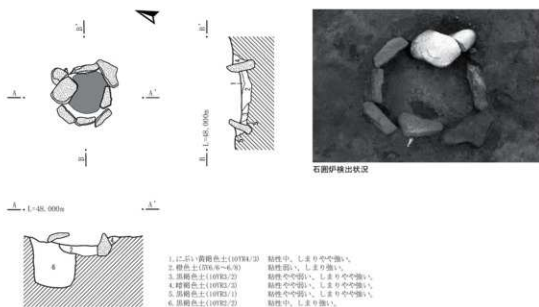 B'
B'
A
A'
B
B
L=48.000m
石囲炉検出状況
A L=48.000m A'
1.にぶい黄褐色土(10YR4/3) 粘性中、しまりやや強い。
2.橙色土(5YR6/6~6/8) 粘性弱い、しまり強い。
3.黒褐色土(10YR3/2) 粘性やや弱い、しまりやや強い。
4.暗褐色土(10YR3/3) 粘性やや弱い、しまりやや強い。
5.黒褐色土(10YR3/1) 粘性やや弱い、しまりやや強い。
6.黒褐色土(10YR2/2) 粘性中、しまり強い。
6